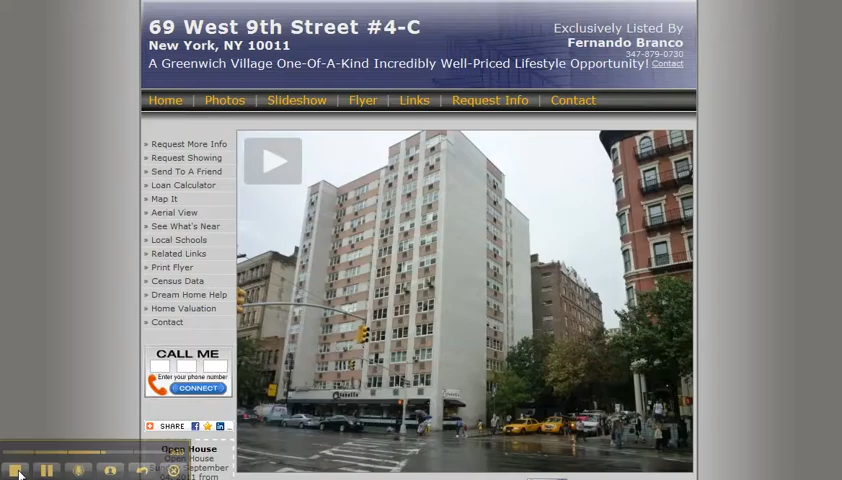 69 West 9th Street #4-C
New York, NY 10011
A Greenwich Village One-Of-A-Kind Incredibly Well-Priced Lifestyle Opportunity!
Exclusively Listed By
Fernando Branco
347-879-0730
Contact
Home Photos Slideshow Flyer Links Request Info Contact
» Request More Info
» Request Showing
» Send To A Friend
» Loan Calculator
» Map It
» Aerial View
» See What's Near
» Local Schools
» Related Links
» Print Flyer
» Census Data
» Dream Home Help
» Home Valuation
» Contact
CALL ME
Enter your phone number
CONNECT
SHARE
Open House
Open House
September
2011 from